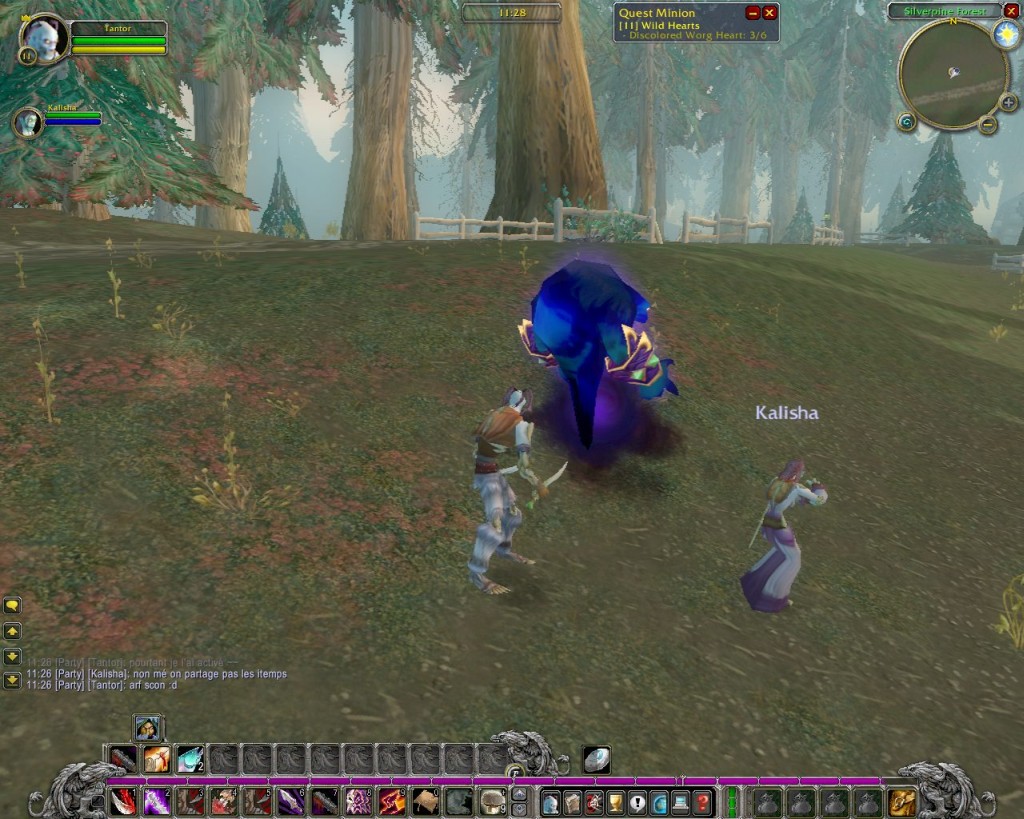 Tantor
11:28
Quest Minion
[11] Wild Hearts
- Discolored Worg Heart: 3/6
Silverpine Forest
N
11
Kalisha
Kalisha
11:26 [Party] [Tantor]: pourtant je l'ai activé
11:26 [Party] [Kalisha]: non me on partage pas les itemps
11:26 [Party] [Tantor]: arf scon :d
2